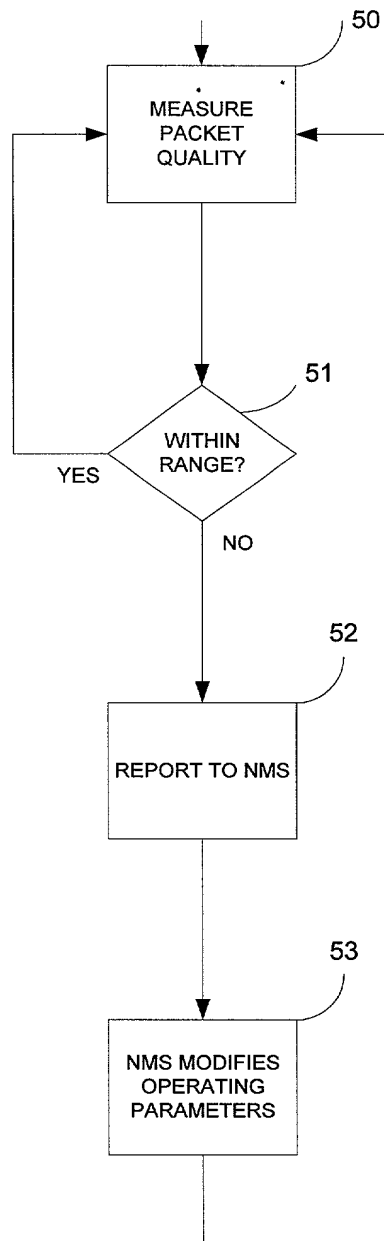 50
MEASURE
PACKET
QUALITY
51
WITHIN
RANGE?
YES
NO
52
REPORT TO NMS
53
NMS MODIFIES
OPERATING
PARAMETERS